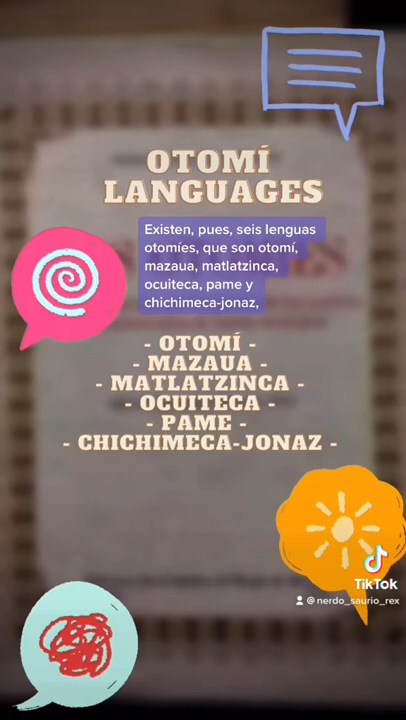 OTOMÍ
LANGUAGES
Existen, pues, seis lenguas
otomíes, que son otomí,
mazaua, matlatzinca,
ocuiteca, pame y
chichimeca-jonaz,
- OTOMÍ -
- MAZAUA -
- MATLATZINCA -
- OCUITECA -
- PAME -
- CHICHIMECA-JONAZ -
TikTok
@nerdo_saurio_rex